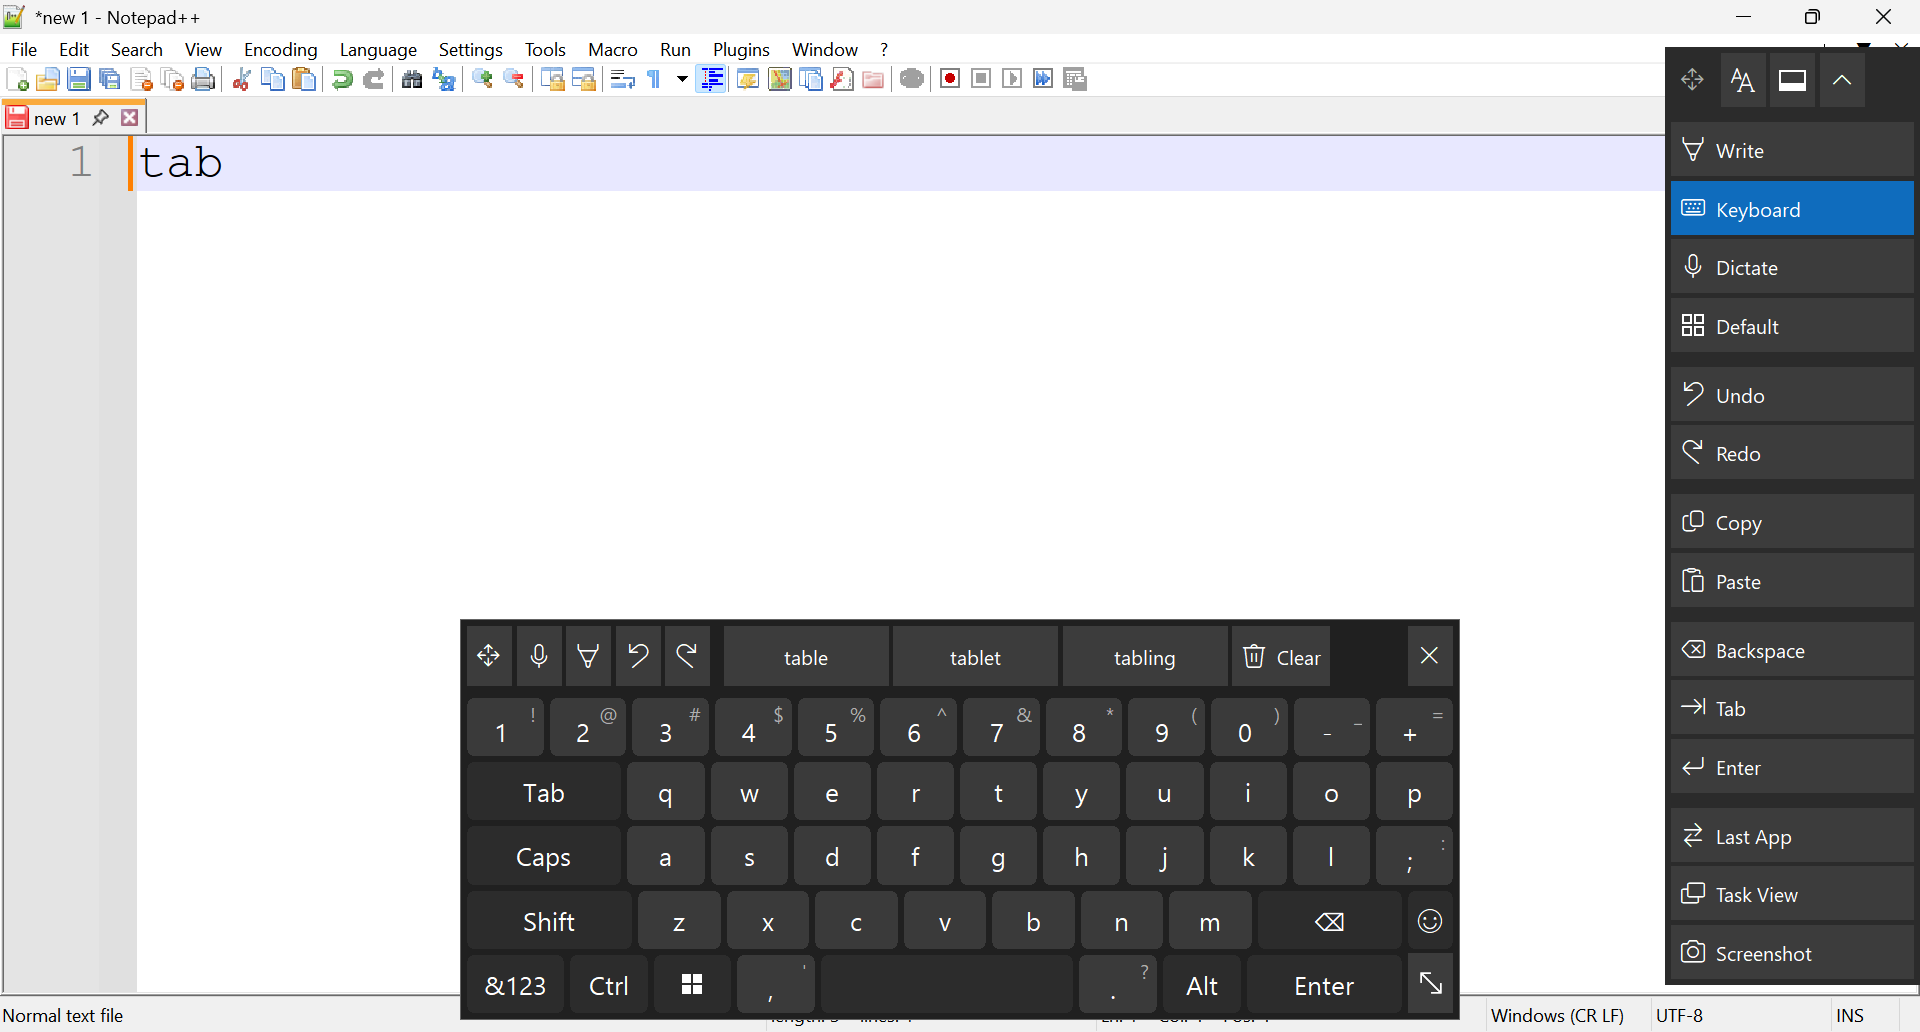 *new 1 - Notepad++
File Edit Search View Encoding Language Settings Tools Macro Run Plugins Window ?
new 1
1 tab
Write
Keyboard
Dictate
Default
Undo
Redo
Copy
Paste
Backspace
Tab
Enter
Last App
Task View
Screenshot
table tablet tabling Clear
1 ! 2 @ 3 # 4 $ 5 % 6 ^ 7 & 8 * 9 ( 0 ) - _ + =
Tab q w e r t y u i o p
Caps a s d f g h j k l ; :
Shift z x c v b n m
&123 Ctrl , ' . ? Alt Enter
Normal text file Windows (CR LF) UTF-8 INS